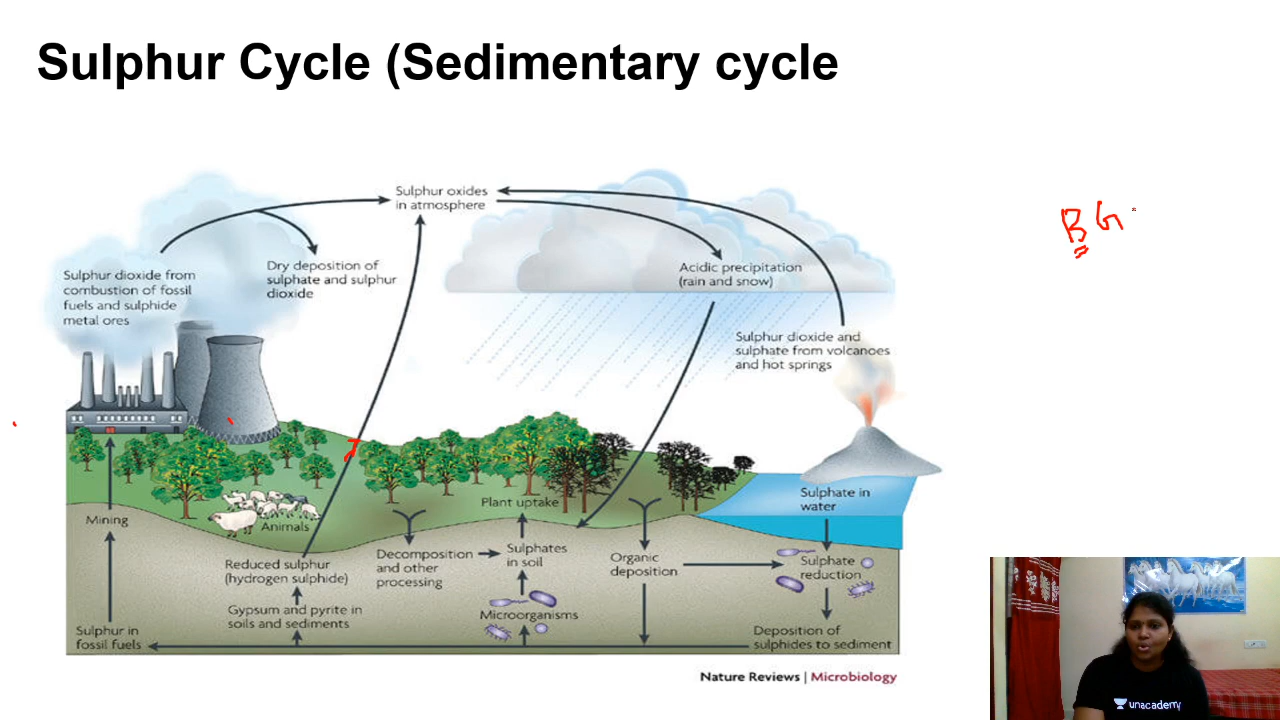 Sulphur Cycle (Sedimentary cycle
Sulphur oxides
in atmosphere
B G
Sulphur dioxide from
combustion of fossil
fuels and sulphide
metal ores
Dry deposition of
sulphate and sulphur
dioxide
Acidic precipitation
(rain and snow)
Sulphur dioxide and
sulphate from volcanoes
and hot springs
Mining
Animals
Plant uptake
Sulphate in
water
Reduced sulphur
(hydrogen sulphide)
Decomposition
and other
processing
Sulphates
in soil
Organic
deposition
Sulphate
reduction
Gypsum and pyrite in
soils and sediments
Microorganisms
Sulphur in
fossil fuels
Deposition of
sulphides to sediment
Nature Reviews | Microbiology
unacademy